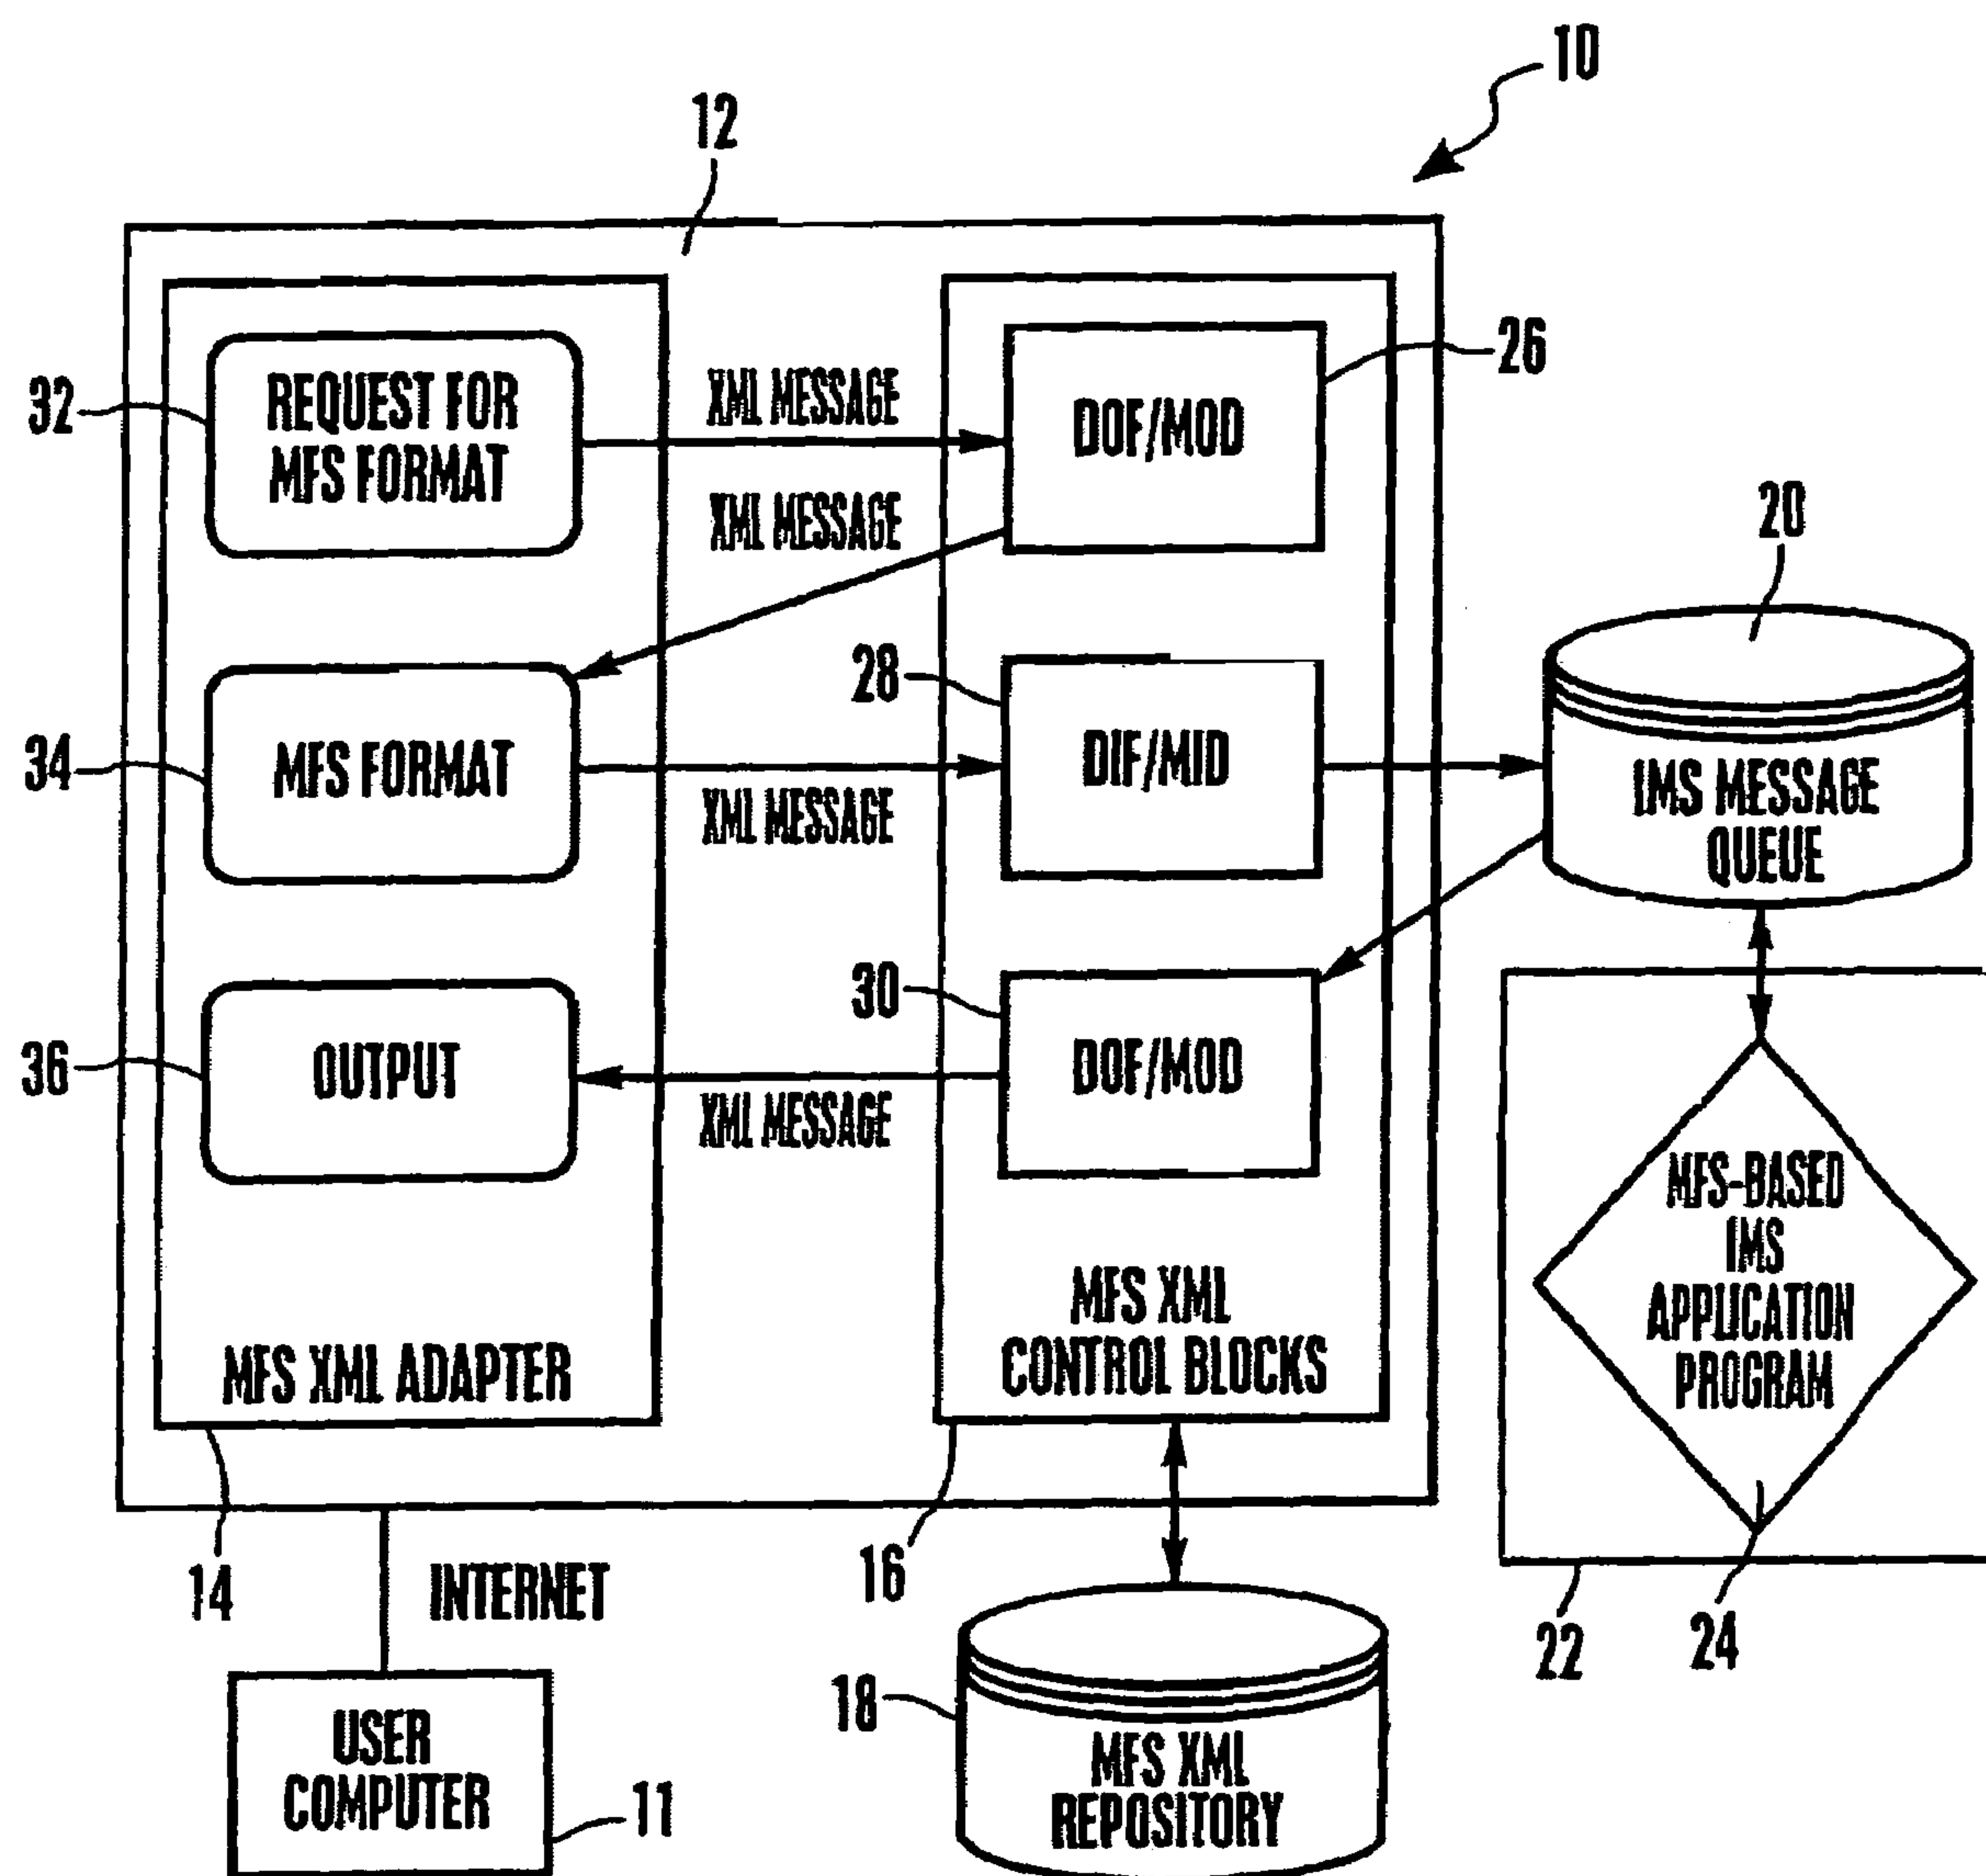 10
12
32
REQUEST FOR
MFS FORMAT
XML MESSAGE
XML MESSAGE
DOF/MOD
26
20
34
MFS FORMAT
XML MESSAGE
28
DIF/MID
IMS MESSAGE
QUEUE
36
OUTPUT
XML MESSAGE
30
DOF/MOD
MFS-BASED
IMS
APPLICATION
PROGRAM
MFS XML ADAPTER
MFS XML
CONTROL BLOCKS
14
INTERNET
16
22
24
USER
COMPUTER
11
18
MFS XML
REPOSITORY